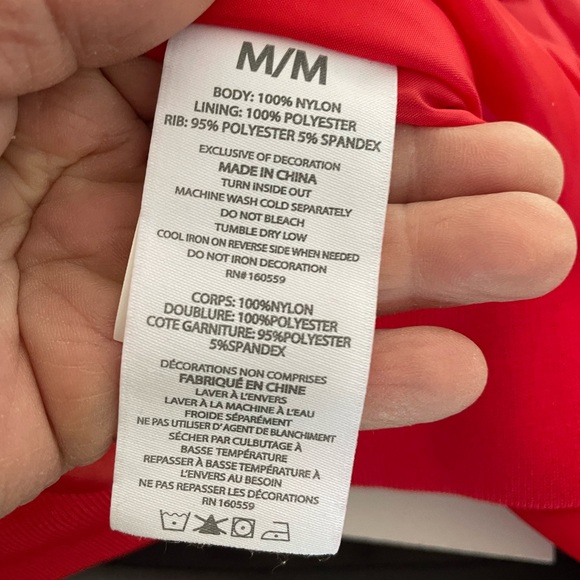 M/M
BODY: 100% NYLON
LINING: 100% POLYESTER
RIB: 95% POLYESTER 5% SPANDEX
EXCLUSIVE OF DECORATION
MADE IN CHINA
TURN INSIDE OUT
MACHINE WASH COLD SEPARATELY
DO NOT BLEACH
TUMBLE DRY LOW
COOL IRON ON REVERSE SIDE WHEN NEEDED
DO NOT IRON DECORATION
RN#160559
CORPS: 100%NYLON
DOUBLURE: 100%POLYESTER
COTE GARNITURE: 95%POLYESTER
5%SPANDEX
DÉCORATIONS NON COMPRISES
FABRIQUÉ EN CHINE
LAVER À L'ENVERS
LAVER À LA MACHINE À L'EAU
FROIDE SÉPARÉMENT
NE PAS UTILISER D'AGENT DE BLANCHIMENT
SÉCHER PAR CULBUTAGE À
BASSE TEMPÉRATURE
REPASSER À BASSE TEMPÉRATURE À
L'ENVERS AU BESOIN
NE PAS REPASSER LES DÉCORATIONS
RN 160559